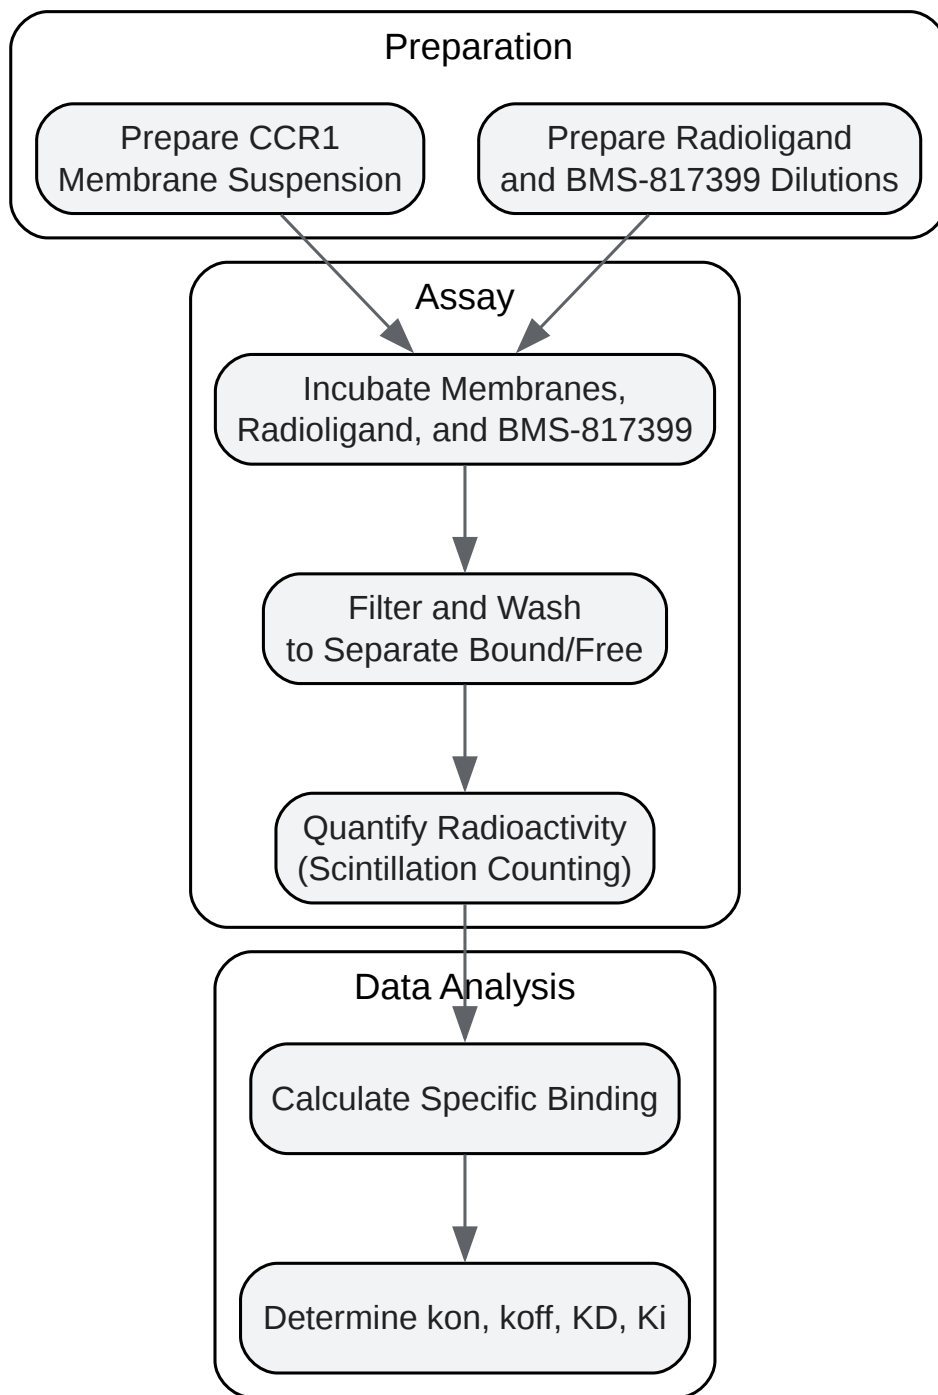 Preparation
Prepare CCR1
Membrane Suspension
Prepare Radioligand
and BMS-817399 Dilutions
Assay
Incubate Membranes,
Radioligand, and BMS-817399
Filter and Wash
to Separate Bound/Free
Quantify Radioactivity
(Scintillation Counting)
Data Analysis
Calculate Specific Binding
Determine kon, koff, KD, Ki